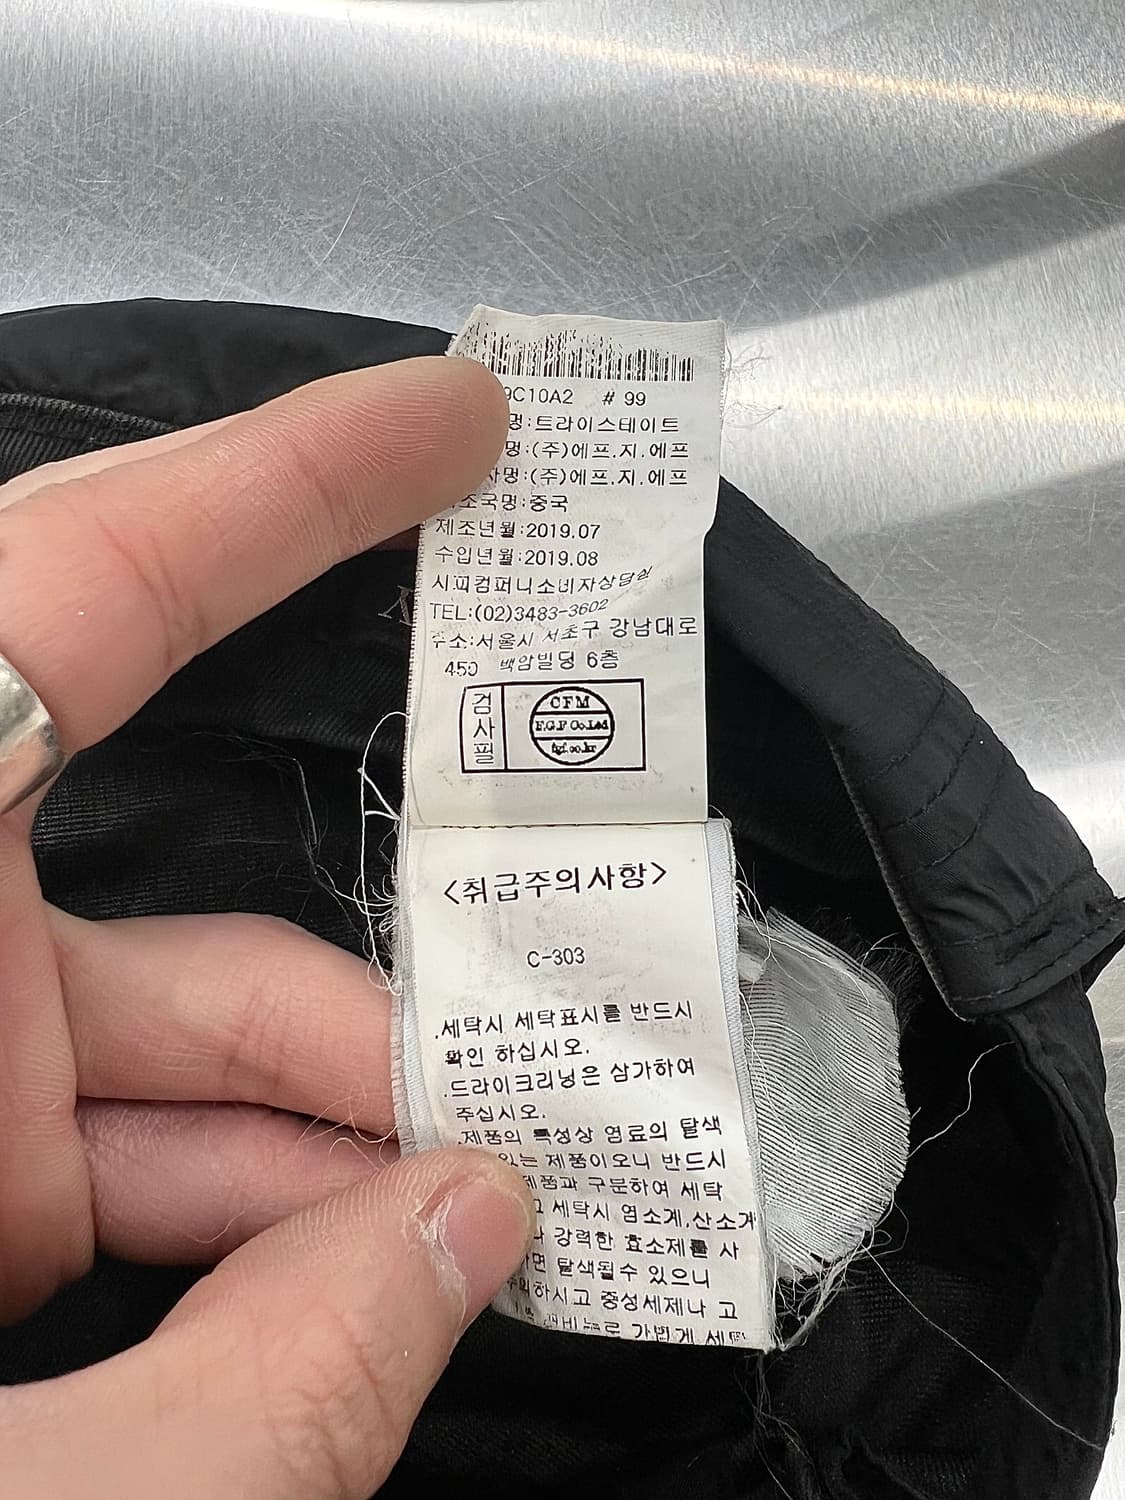 9C10A2 # 99
명:트라이스테이트
명:(주)에프.지.에프
자명:(주)에프.지.에프
조국명:중국
제조년월:2019.07
수입년월:2019.08
시피컴퍼니소비자상담실
TEL:(02)3483-3602
주소:서울시 서초구 강남대로
450 백암빌딩 6층
검사필
CFM
F.G.F Co.Ltd
fgf.co.kr
<취급주의사항>
C-303
.세탁시 세탁표시를 반드시
확인 하십시오.
.드라이크리닝은 삼가하여
주십시오.
.제품의 특성상 염료의 탈색
있는 제품이오니 반드시
제품과 구분하여 세탁
고 세탁시 염소계,산소계
나 강력한 효소제를 사
면 탈색될수 있으니
주의하시고 중성세제나 고
가볍게